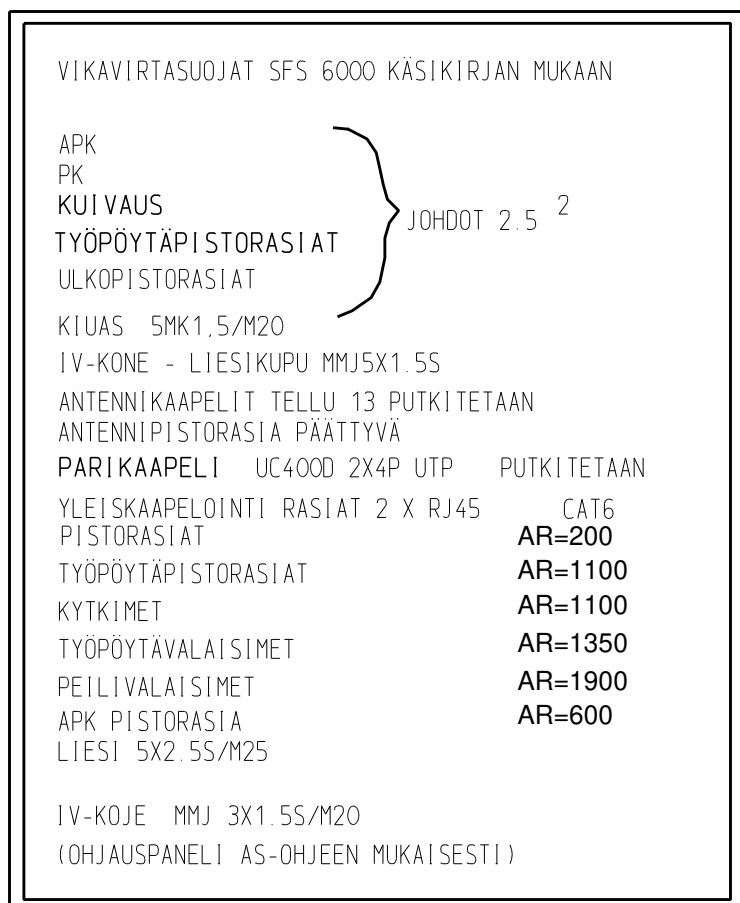 VIKAVIRTASUOJAT SFS 6000 KÄSIKIRJAN MUKAAN
APK
PK
KUIVAUS
TYÖPÖYTÄPISTORASIAT
ULKOPISTORASIAT
JOHDOT 2.5 2
KIUAS 5MK1,5/M20
IV-KONE - LIESIKUPU MMJ5X1.5S
ANTENNIKAAPELIT TELLU 13 PUTKITETAAN
ANTENNIPISTORASIA PÄÄTTYVÄ
PARIKAAPELI UC400D 2X4P UTP PUTKITETAAN
YLEISKAAPELOINTI RASIAT 2 X RJ45 CAT6
PISTORASIAT AR=200
TYÖPÖYTÄPISTORASIAT AR=1100
KYTKIMET AR=1100
TYÖPÖYTÄVALAISIMET AR=1350
PEILIVALAISIMET AR=1900
APK PISTORASIA AR=600
LIESI 5X2.5S/M25
IV-KOJE MMJ 3X1.5S/M20
(OHJAUSPANELI AS-OHJEEN MUKAISESTI)